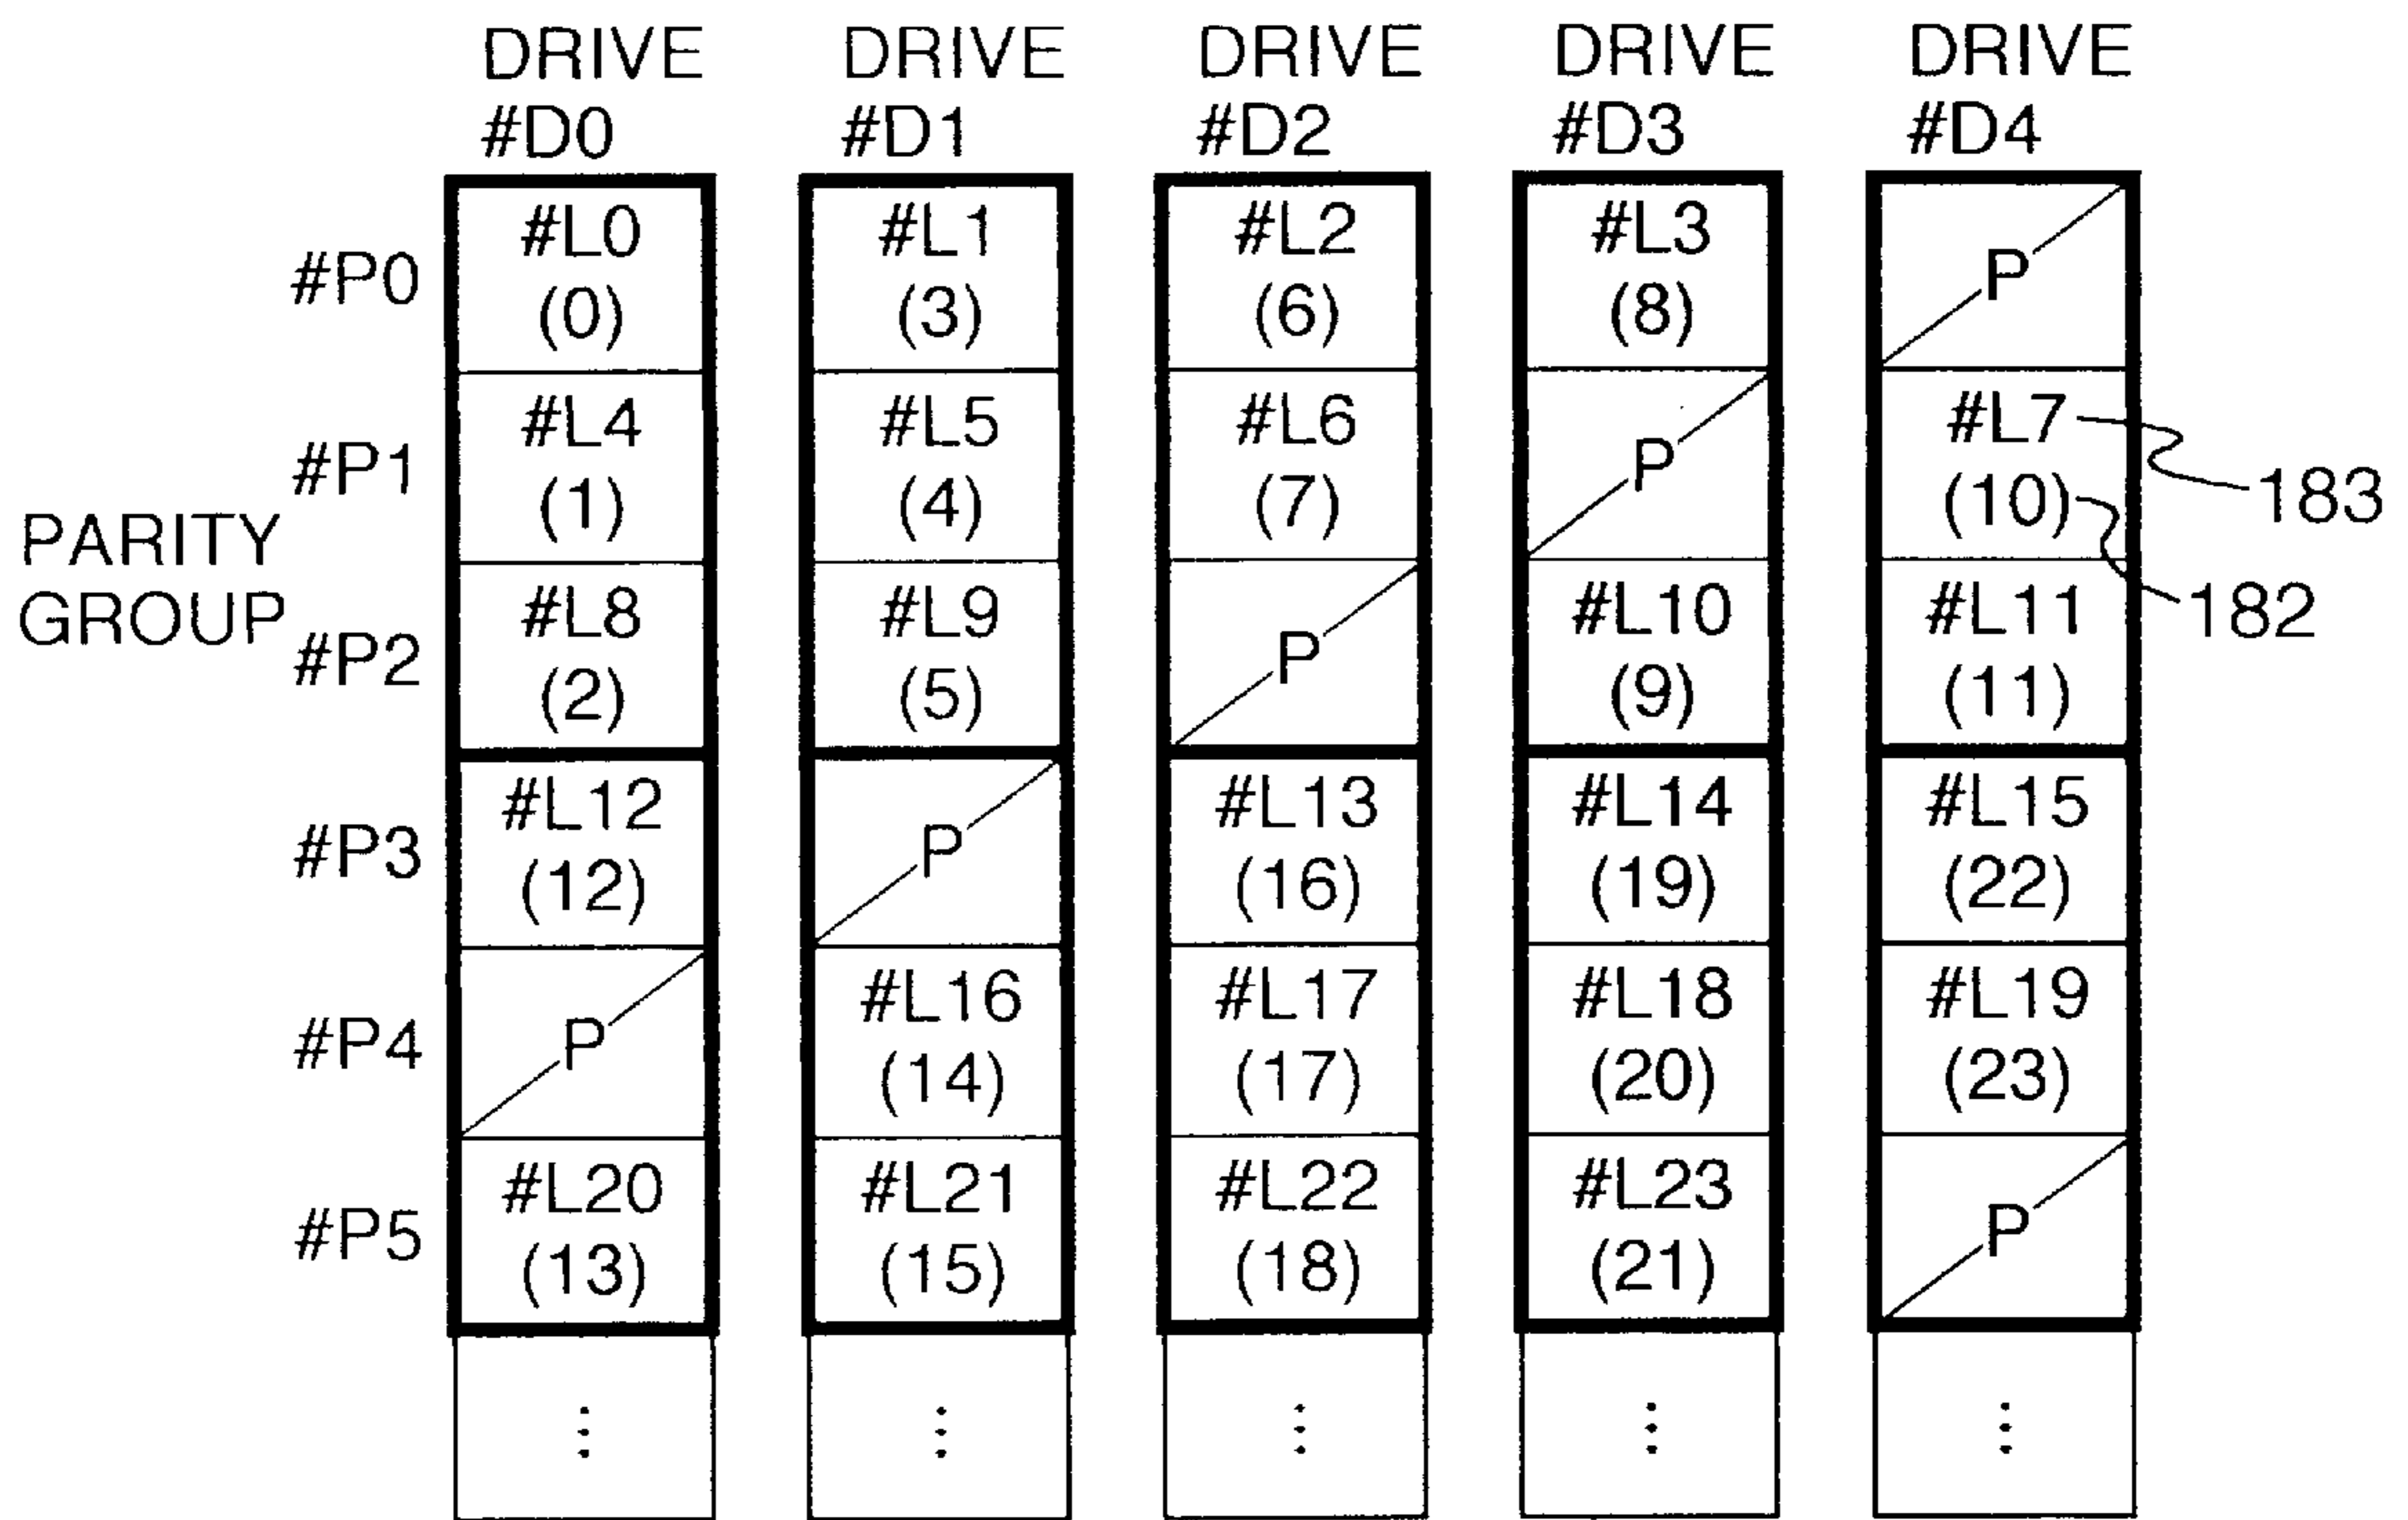 DRIVE #D0 DRIVE #D1 DRIVE #D2 DRIVE #D3 DRIVE #D4
PARITY GROUP
#P0 #L0 #L1 #L2 #L3 P
(0) (3) (6) (8)
#P1 #L4 #L5 #L6 P #L7 183
(1) (4) (7) (10) 182
#P2 #L8 #L9 P #L10 #L11
(2) (5) (9) (11)
#P3 #L12 P #L13 #L14 #L15
(12) (16) (19) (22)
#P4 P #L16 #L17 #L18 #L19
(14) (17) (20) (23)
#P5 #L20 #L21 #L22 #L23 P
(13) (15) (18) (21)
⋮ ⋮ ⋮ ⋮ ⋮